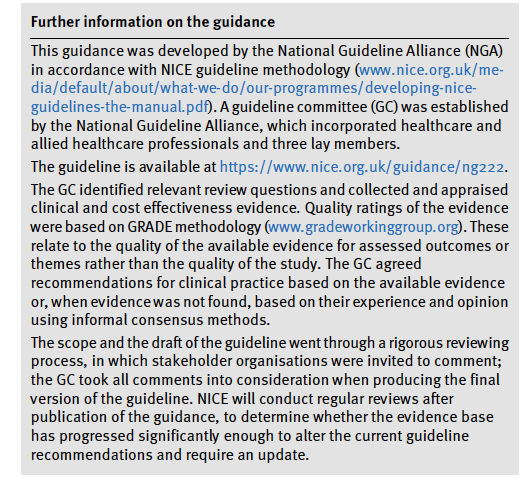 Further information on the guidance
This guidance was developed by the National Guideline Alliance (NGA)
in accordance with NICE guideline methodology (www.nice.org.uk/me-
dia/default/about/what-we-do/our-programmes/developing-nice-
guidelines-the-manual.pdf). A guideline committee (GC) was established
by the National Guideline Alliance, which incorporated healthcare and
allied healthcare professionals and three lay members.
The guideline is available at https://www.nice.org.uk/guidance/ng222.
The GC identified relevant review questions and collected and appraised
clinical and cost effectiveness evidence. Quality ratings of the evidence
were based on GRADE methodology (www.gradeworkinggroup.org). These
relate to the quality of the available evidence for assessed outcomes or
themes rather than the quality of the study. The GC agreed
recommendations for clinical practice based on the available evidence
or, when evidence was not found, based on their experience and opinion
using informal consensus methods.
The scope and the draft of the guideline went through a rigorous reviewing
process, in which stakeholder organisations were invited to comment;
the GC took all comments into consideration when producing the final
version of the guideline. NICE will conduct regular reviews after
publication of the guidance, to determine whether the evidence base
has progressed significantly enough to alter the current guideline
recommendations and require an update.